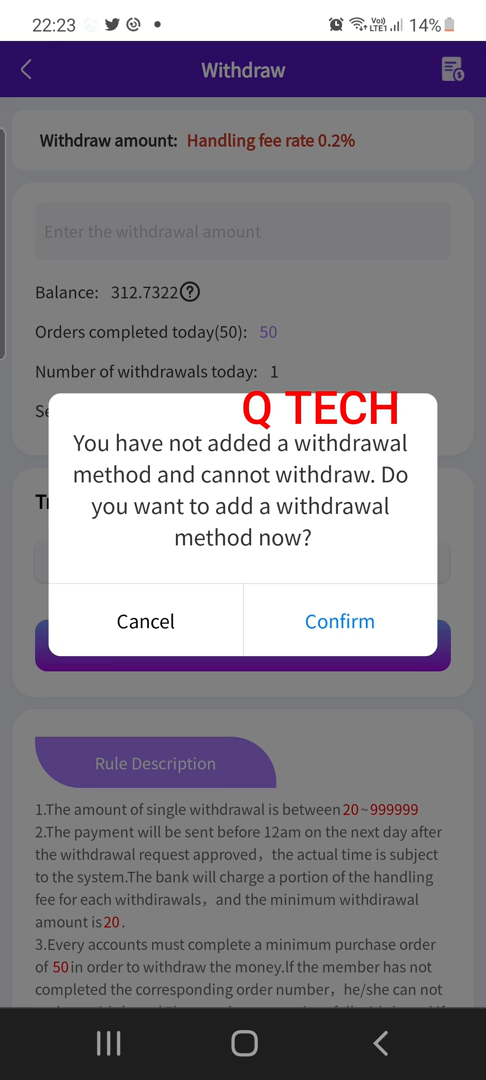 22:23
Vo))
LTE1
14%
Withdraw
Withdraw amount: Handling fee rate 0.2%
Enter the withdrawal amount
Balance: 312.7322?
Orders completed today(50): 50
Number of withdrawals today: 1
Se
Q TECH
You have not added a withdrawal
method and cannot withdraw. Do
you want to add a withdrawal
method now?
Tr
Cancel Confirm
Rule Description
1.The amount of single withdrawal is between 20~999999
2.The payment will be sent before 12am on the next day after
the withdrawal request approved，the actual time is subject
to the system.The bank will charge a portion of the handling
fee for each withdrawals，and the minimum withdrawal
amount is 20.
3.Every accounts must complete a minimum purchase order
of 50 in order to withdraw the money.lf the member has not
completed the corresponding order number，he/she can not